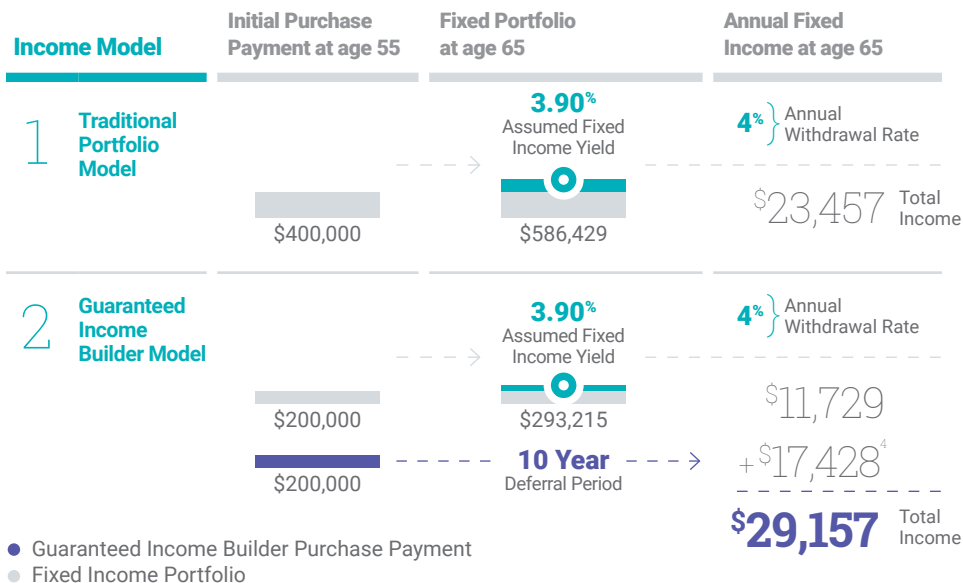 Income Model
Initial Purchase
Payment at age 55
Fixed Portfolio
at age 65
Annual Fixed
Income at age 65
1
Traditional
Portfolio
Model
$400,000
3.90%
Assumed Fixed
Income Yield
$586,429
4% } Annual
Withdrawal Rate
$23,457 Total
Income
2
Guaranteed
Income
Builder Model
$200,000
3.90%
Assumed Fixed
Income Yield
$293,215
4% } Annual
Withdrawal Rate
$11,729
$200,000
10 Year
Deferral Period
+$17,428⁴
$29,157 Total
Income
Guaranteed Income Builder Purchase Payment
Fixed Income Portfolio